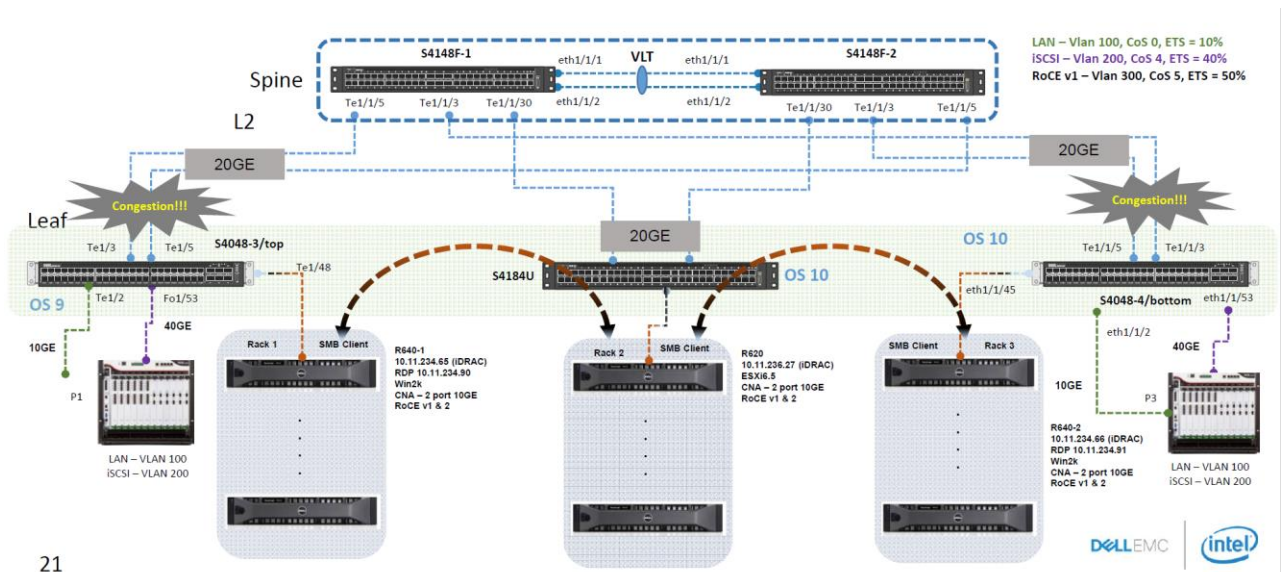 S4148F-1
S4148F-2
VLT
eth1/1/1
eth1/1/1
eth1/1/2
eth1/1/2
LAN – Vlan 100, CoS 0, ETS = 10%
iSCSI – Vlan 200, CoS 4, ETS = 40%
RoCE v1 – Vlan 300, CoS 5, ETS = 50%
Spine
Te1/1/5
Te1/1/3
Te1/1/30
Te1/1/30
Te1/1/3
Te1/1/5
L2
20GE
20GE
Congestion!!!
Congestion!!!
Leaf
Te1/3
Te1/5
S4048-3/top
20GE
OS 10
Te1/1/5
Te1/1/3
Te1/48
S4184U
OS 10
OS 9
Te1/2
Fo1/53
eth1/1/45
S4048-4/bottom
eth1/1/53
10GE
40GE
eth1/1/2
40GE
P1
Rack 1
SMB Client
R640-1
10.11.234.65 (iDRAC)
RDP 10.11.234.90
Win2k
CNA – 2 port 10GE
RoCE v1 & 2
Rack 2
SMB Client
R620
10.11.236.27 (iDRAC)
ESXi6.5
CNA – 2 port 10GE
RoCE v1 & 2
SMB Client
Rack 3
10GE
P3
R640-2
10.11.234.66 (iDRAC)
RDP 10.11.234.91
Win2k
CNA – 2 port 10GE
RoCE v1 & 2
LAN – VLAN 100
iSCSI – VLAN 200
LAN – VLAN 100
iSCSI – VLAN 200
DELLEMC
intel
21